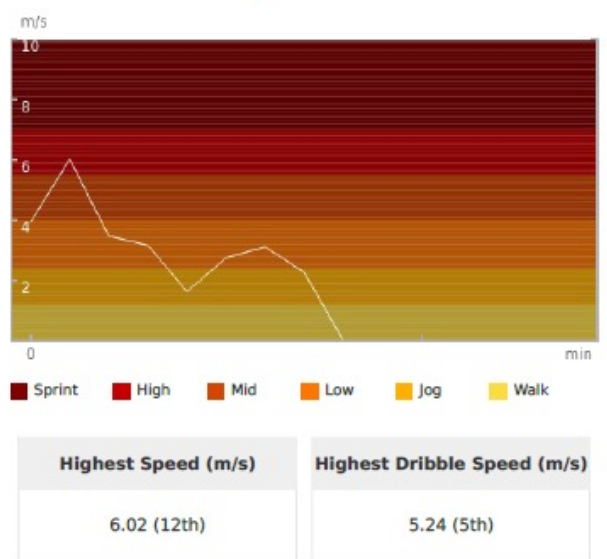 m/s
10
8
6
4
2
0 min
Sprint High Mid Low Jog Walk
Highest Speed (m/s) Highest Dribble Speed (m/s)
6.02 (12th) 5.24 (5th)